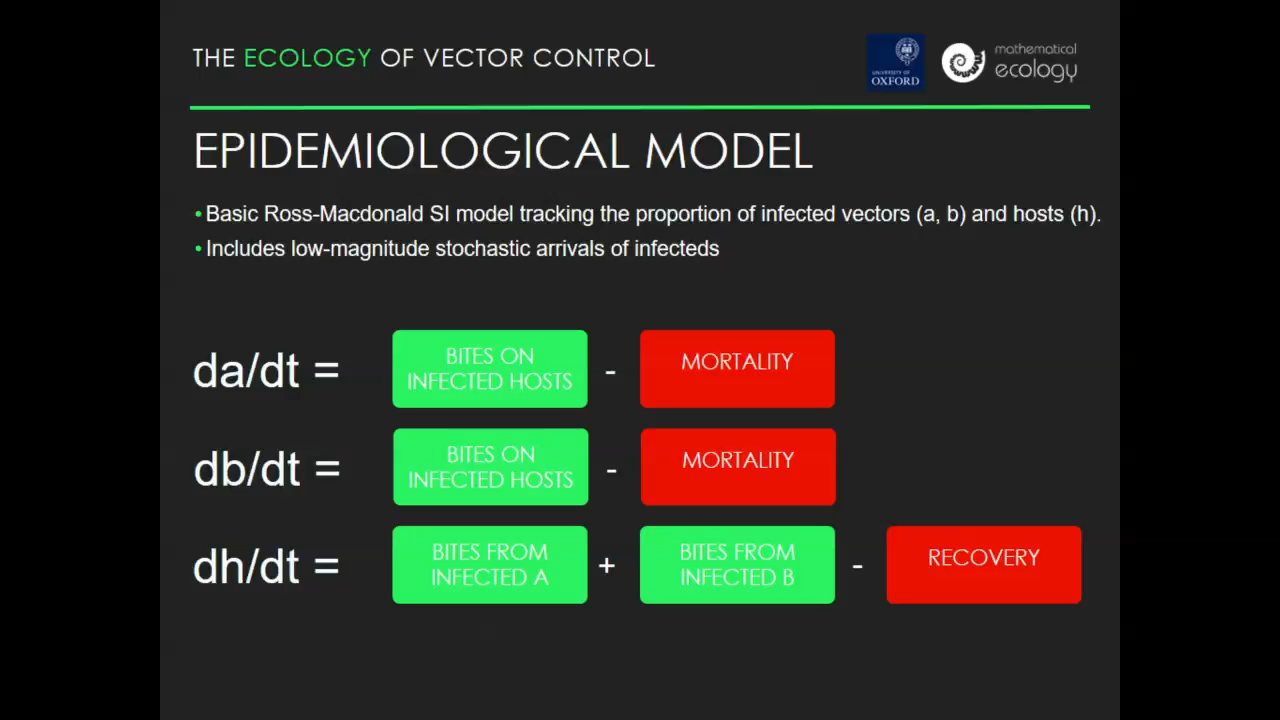 THE ECOLOGY OF VECTOR CONTROL
UNIVERSITY OF
OXFORD
mathematical
ecology
EPIDEMIOLOGICAL MODEL
• Basic Ross-Macdonald SI model tracking the proportion of infected vectors (a, b) and hosts (h).
• Includes low-magnitude stochastic arrivals of infecteds
da/dt =
BITES ON
INFECTED HOSTS
-
MORTALITY
db/dt =
BITES ON
INFECTED HOSTS
-
MORTALITY
dh/dt =
BITES FROM
INFECTED A
+
BITES FROM
INFECTED B
-
RECOVERY